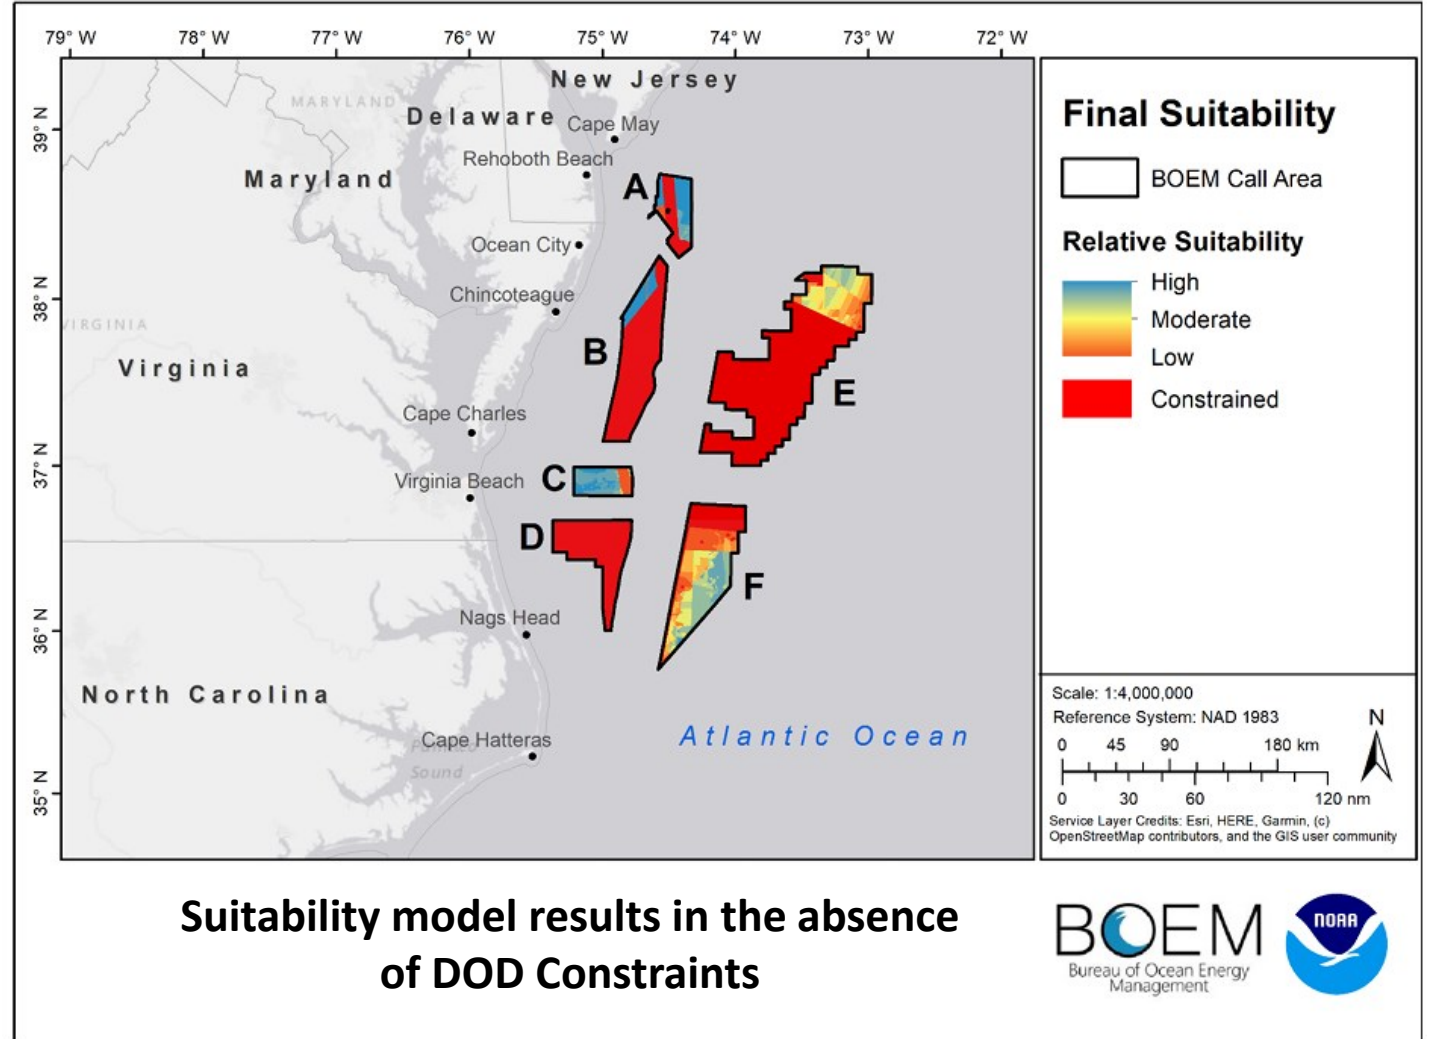 79° W 78° W 77° W 76° W 75° W 74° W 73° W 72° W
39° N
38° N
37° N
36° N
35° N
New Jersey
MARYLAND
Delaware
Cape May
Rehoboth Beach
Maryland
A
Ocean City
Chincoteague
VIRGINIA
B
Virginia
E
Cape Charles
Virginia Beach
C
D
F
Nags Head
North Carolina
Atlantic Ocean
Cape Hatteras
Sound
Final Suitability
BOEM Call Area
Relative Suitability
High
Moderate
Low
Constrained
Scale: 1:4,000,000
Reference System: NAD 1983
N
0 45 90 180 km
0 30 60 120 nm
Service Layer Credits: Esri, HERE, Garmin, (c)
OpenStreetMap contributors, and the GIS user community
Suitability model results in the absence
of DOD Constraints
BOEM
Bureau of Ocean Energy
Management
NOAA